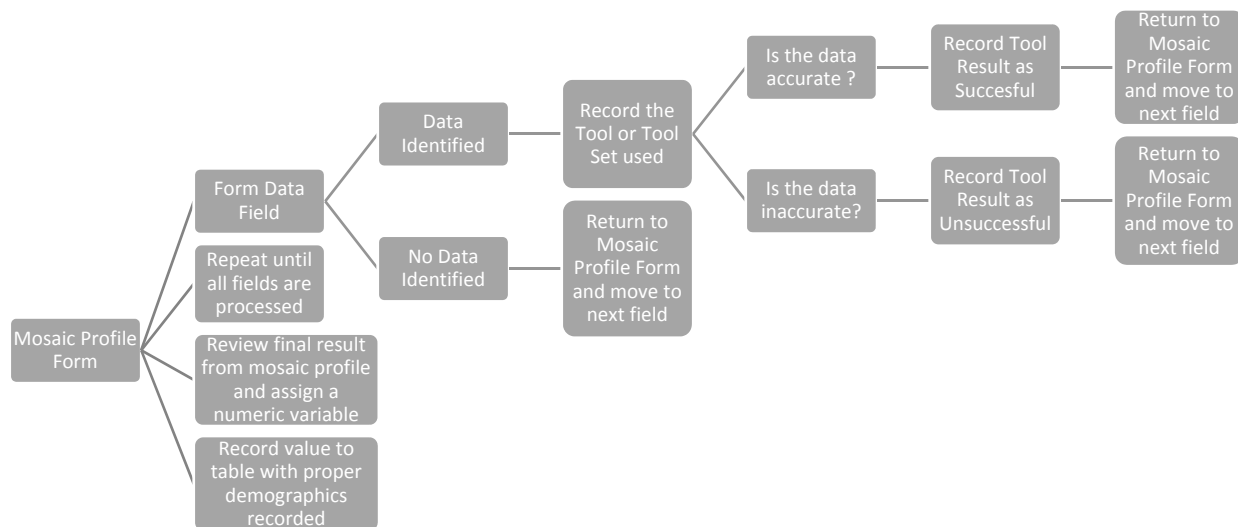 Mosaic Profile
Form
Form Data
Field
Repeat until
all fields are
processed
Review final result
from mosaic profile
and assign a
numeric variable
Record value to
table with proper
demographics
recorded
Data
Identified
No Data
Identified
Record the
Tool or Tool
Set used
Return to
Mosaic
Profile Form
and move to
next field
Is the data
accurate ?
Is the data
inaccurate?
Record Tool
Result as
Succesful
Record Tool
Result as
Unsuccessful
Return to
Mosaic
Profile Form
and move to
next field
Return to
Mosaic
Profile Form
and move to
next field